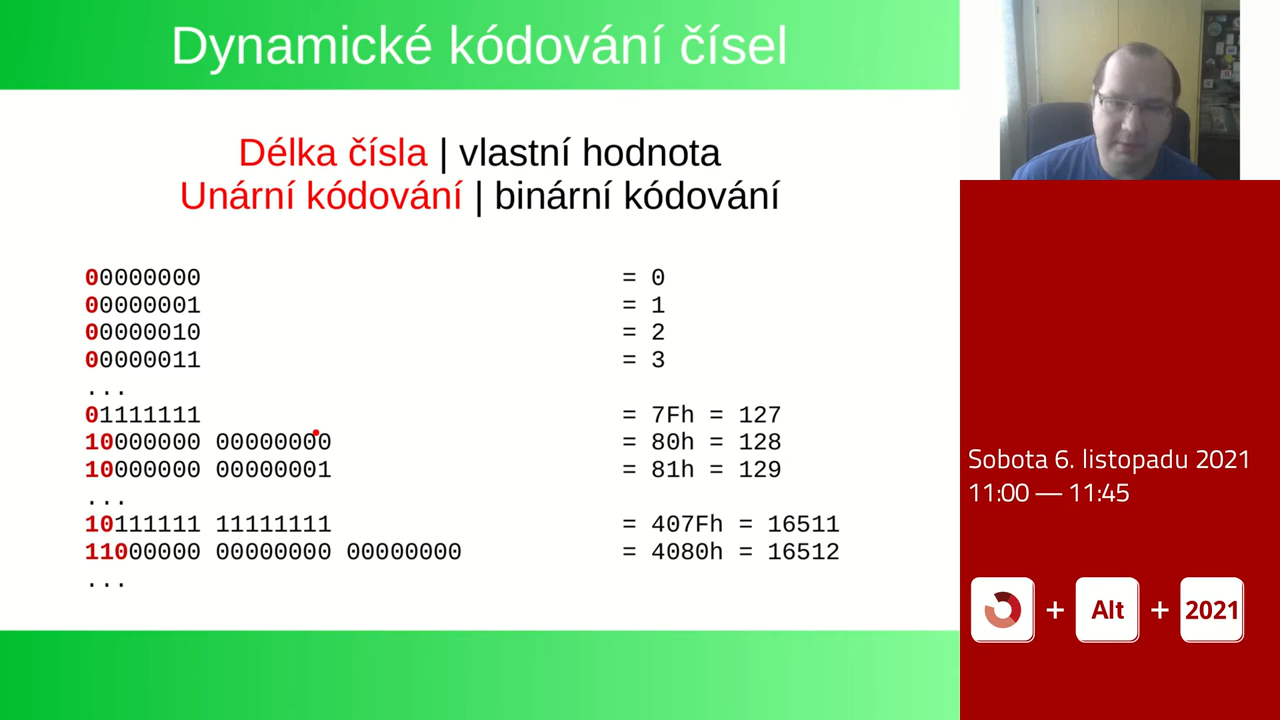 Dynamické kódování čísel
Délka čísla | vlastní hodnota
Unární kódování | binární kódování
00000000 = 0
00000001 = 1
00000010 = 2
00000011 = 3
...
01111111 = 7Fh = 127
10000000 00000000 = 80h = 128
10000000 00000001 = 81h = 129
...
10111111 11111111 = 407Fh = 16511
11000000 00000000 00000000 = 4080h = 16512
...
Sobota 6. listopadu 2021
11:00 — 11:45
+ Alt + 2021